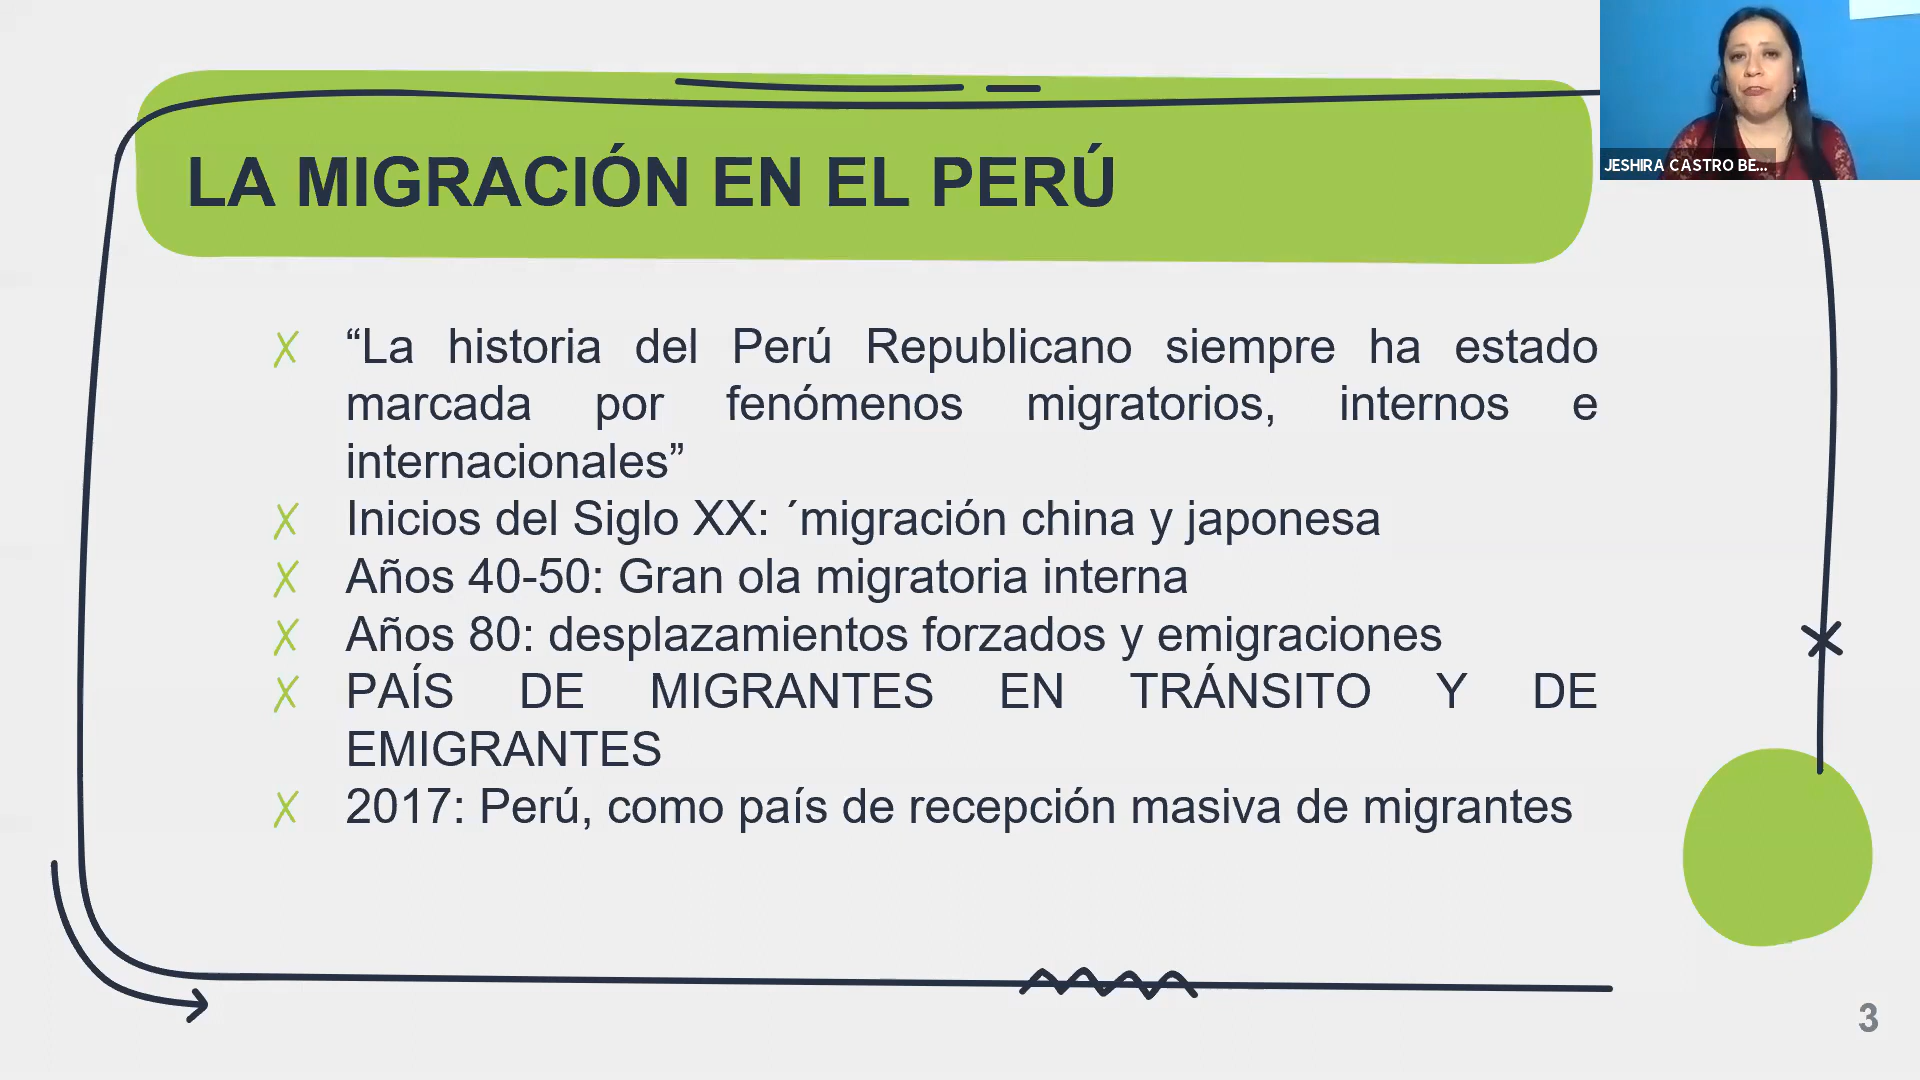 LA MIGRACIÓN EN EL PERÚ
JESHIRA CASTRO BE...
“La historia del Perú Republicano siempre ha estado
marcada por fenómenos migratorios, internos e
internacionales”
Inicios del Siglo XX: ´migración china y japonesa
Años 40-50: Gran ola migratoria interna
Años 80: desplazamientos forzados y emigraciones
PAÍS DE MIGRANTES EN TRÁNSITO Y DE
EMIGRANTES
2017: Perú, como país de recepción masiva de migrantes
3